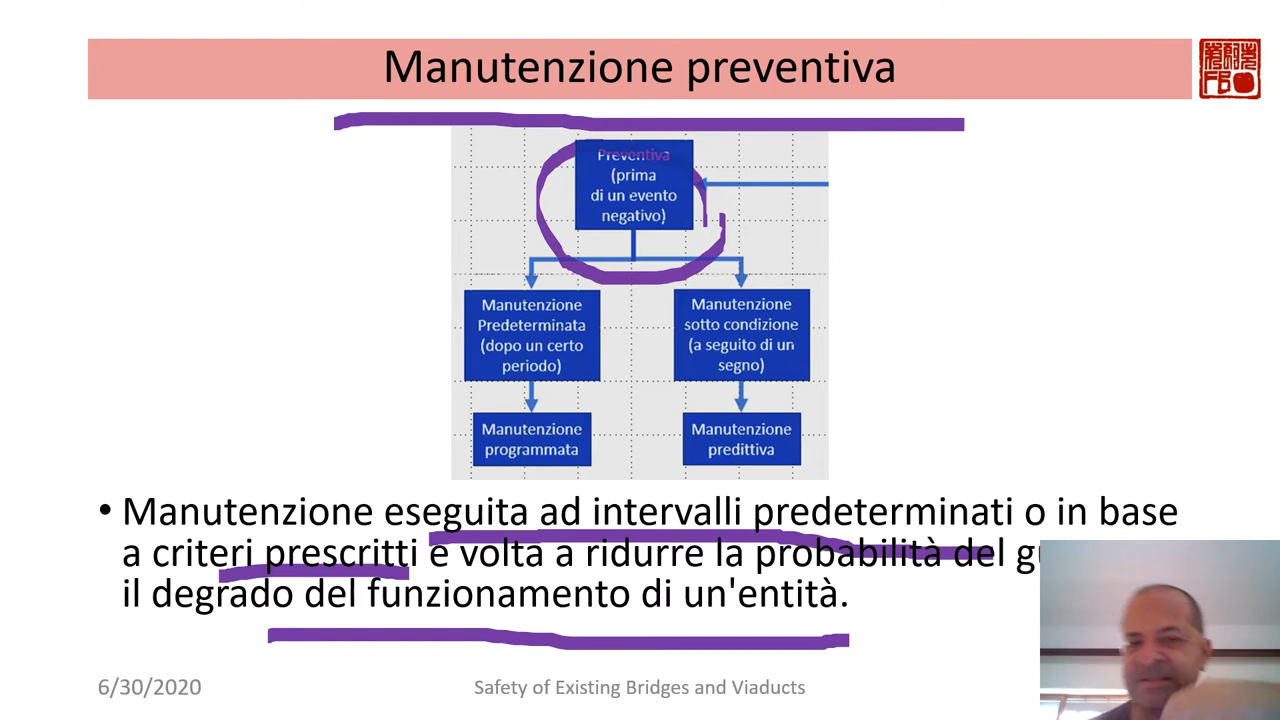 Manutenzione preventiva
FB
Preventiva
(prima
di un evento
negativo)
Manutenzione
Predeterminata
(dopo un certo
periodo)
Manutenzione
sotto condizione
(a seguito di un
segno)
Manutenzione
programmata
Manutenzione
predittiva
• Manutenzione eseguita ad intervalli predeterminati o in base
a criteri prescritti e volta a ridurre la probabilità del
il degrado del funzionamento di un'entità.
6/30/2020
Safety of Existing Bridges and Viaducts